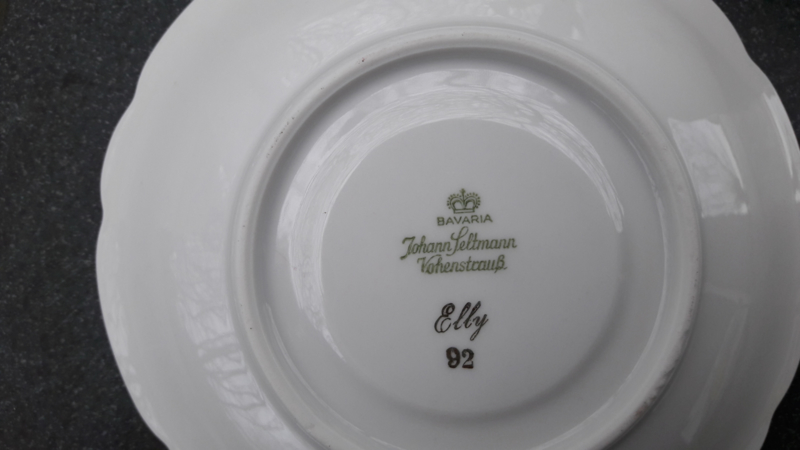 BAVARIA
Johann Seltmann
Vohenstrauß
Elly
92